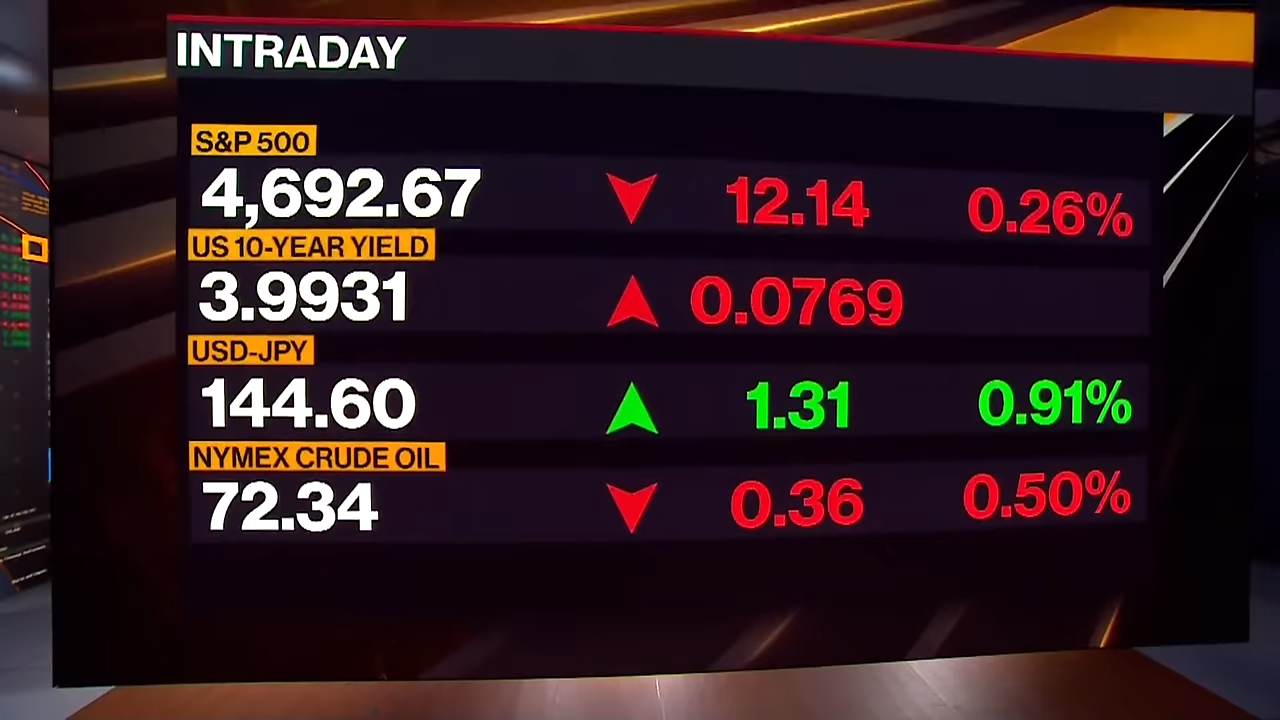 INTRADAY
S&P 500
4,692.67 12.14 0.26%
US 10-YEAR YIELD
3.9931 0.0769
USD-JPY
144.60 1.31 0.91%
NYMEX CRUDE OIL
72.34 0.36 0.50%